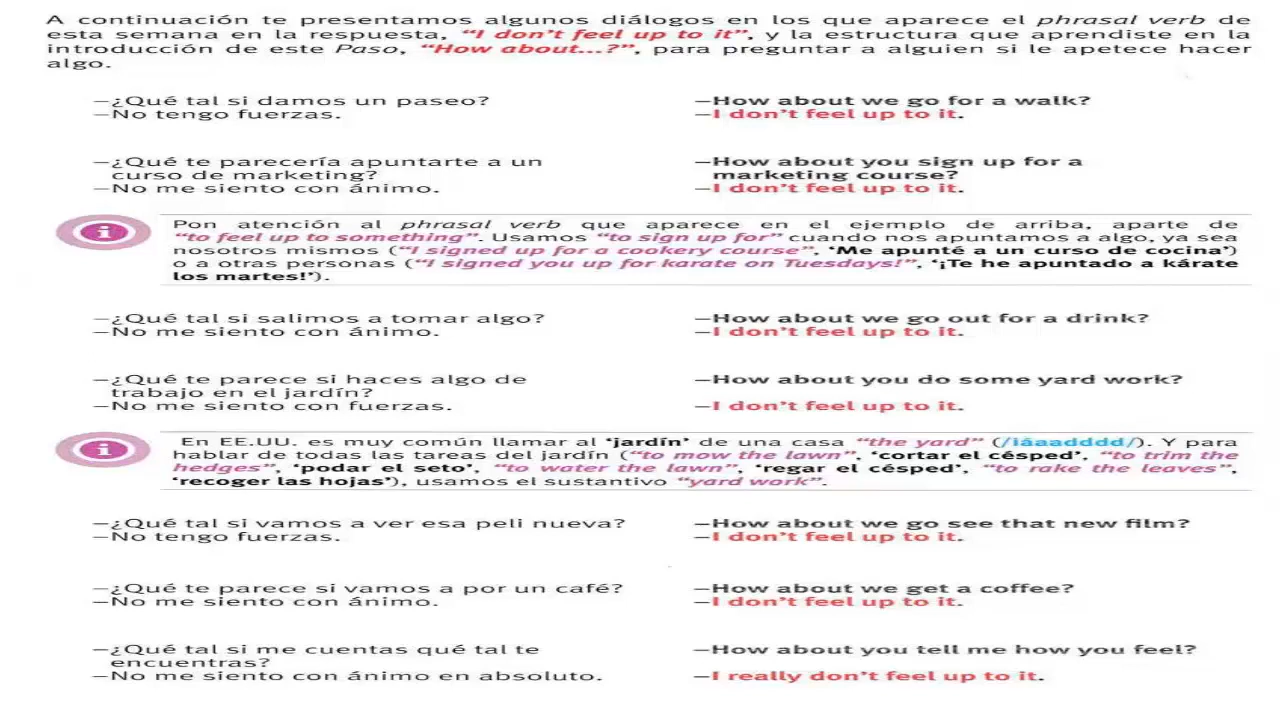 A continuación te presentamos algunos diálogos en los que aparece el phrasal verb de
esta semana en la respuesta, “I don’t feel up to it”, y la estructura que aprendiste en la
introducción de este Paso, “How about...?”, para preguntar a alguien si le apetece hacer
algo.
—¿Qué tal si damos un paseo?
—No tengo fuerzas.
—How about we go for a walk?
—I don’t feel up to it.
—¿Qué te parecería apuntarte a un
curso de marketing?
—No me siento con ánimo.
—How about you sign up for a
marketing course?
—I don’t feel up to it.
i
Pon atención al phrasal verb que aparece en el ejemplo de arriba, aparte de
“to feel up to something”. Usamos “to sign up for” cuando nos apuntamos a algo, ya sea
nosotros mismos (“I signed up for a cookery course”, ‘Me apunté a un curso de cocina’)
o a otras personas (“I signed you up for karate on Tuesdays!”, ‘¡Te he apuntado a kárate
los martes!’).
—¿Qué tal si salimos a tomar algo?
—No me siento con ánimo.
—How about we go out for a drink?
—I don’t feel up to it.
—¿Qué te parece si haces algo de
trabajo en el jardín?
—No me siento con fuerzas.
—How about you do some yard work?
—I don’t feel up to it.
i
En EE.UU. es muy común llamar al ‘jardín’ de una casa “the yard” (/iáaadddd/). Y para
hablar de todas las tareas del jardín (“to mow the lawn”, ‘cortar el césped’, “to trim the
hedges”, ‘podar el seto’, “to water the lawn”, ‘regar el césped’, “to rake the leaves”,
‘recoger las hojas’), usamos el sustantivo “yard work”.
—¿Qué tal si vamos a ver esa peli nueva?
—No tengo fuerzas.
—How about we go see that new film?
—I don’t feel up to it.
—¿Qué te parece si vamos a por un café?
—No me siento con ánimo.
—How about we get a coffee?
—I don’t feel up to it.
—¿Qué tal si me cuentas qué tal te
encuentras?
—No me siento con ánimo en absoluto.
—How about you tell me how you feel?
—I really don’t feel up to it.